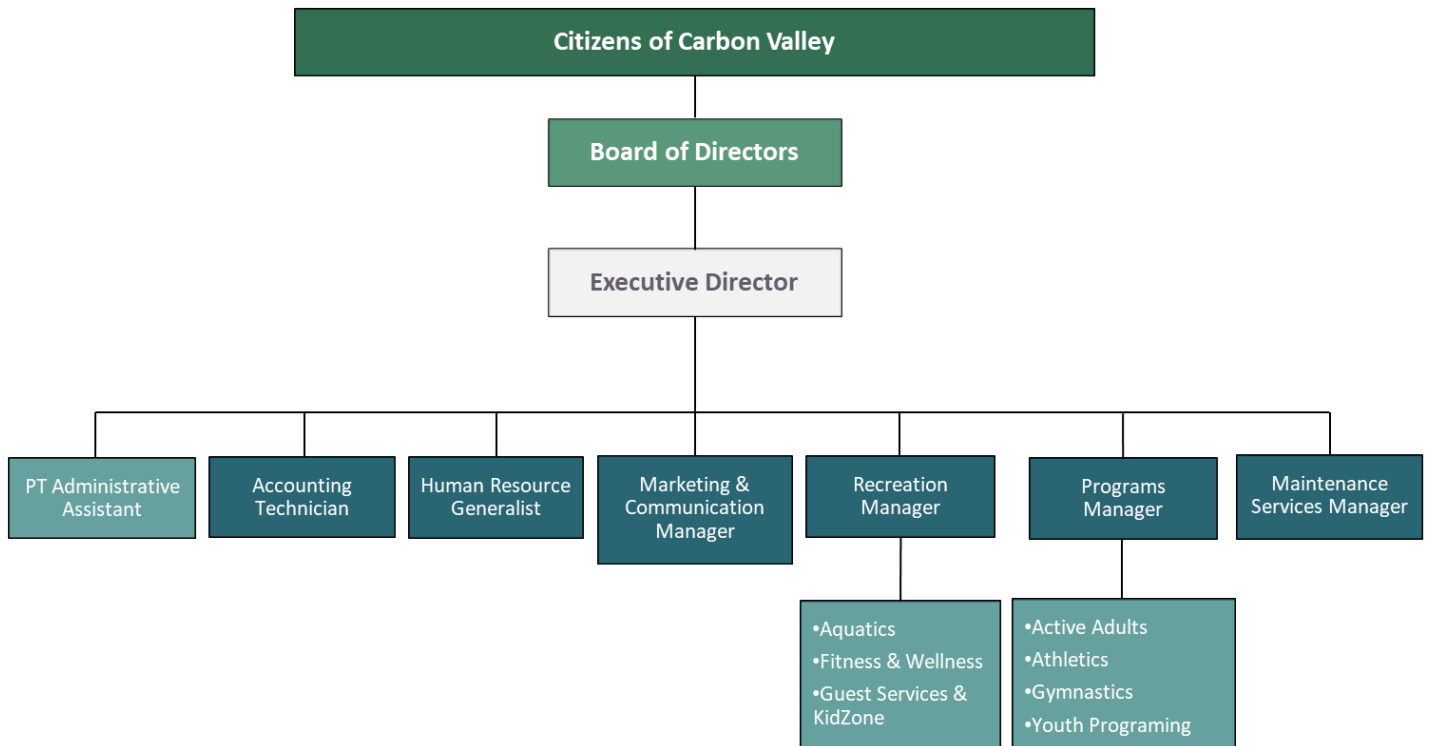 Citizens of Carbon Valley
Board of Directors
Executive Director
PT Administrative
Assistant
Accounting
Technician
Human Resource
Generalist
Marketing &
Communication
Manager
Recreation
Manager
Programs
Manager
Maintenance
Services Manager
•Aquatics
•Fitness & Wellness
•Guest Services &
KidZone
•Active Adults
•Athletics
•Gymnastics
•Youth Programing